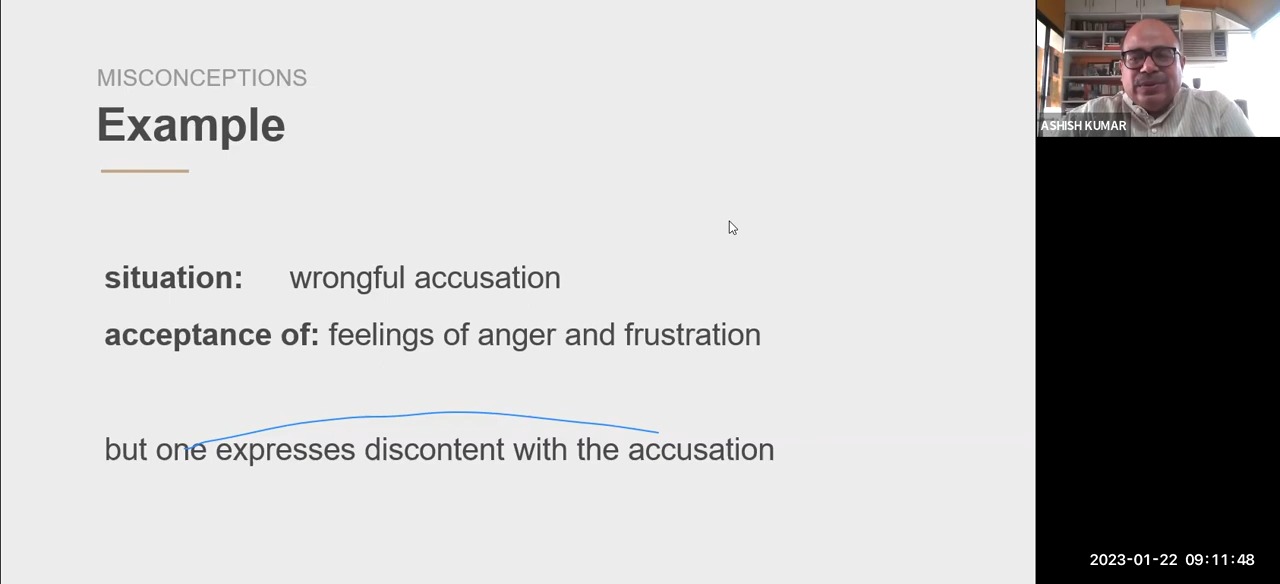 MISCONCEPTIONS
Example
situation: wrongful accusation
acceptance of: feelings of anger and frustration
but one expresses discontent with the accusation
ASHISH KUMAR
2023-01-22 09:11:48